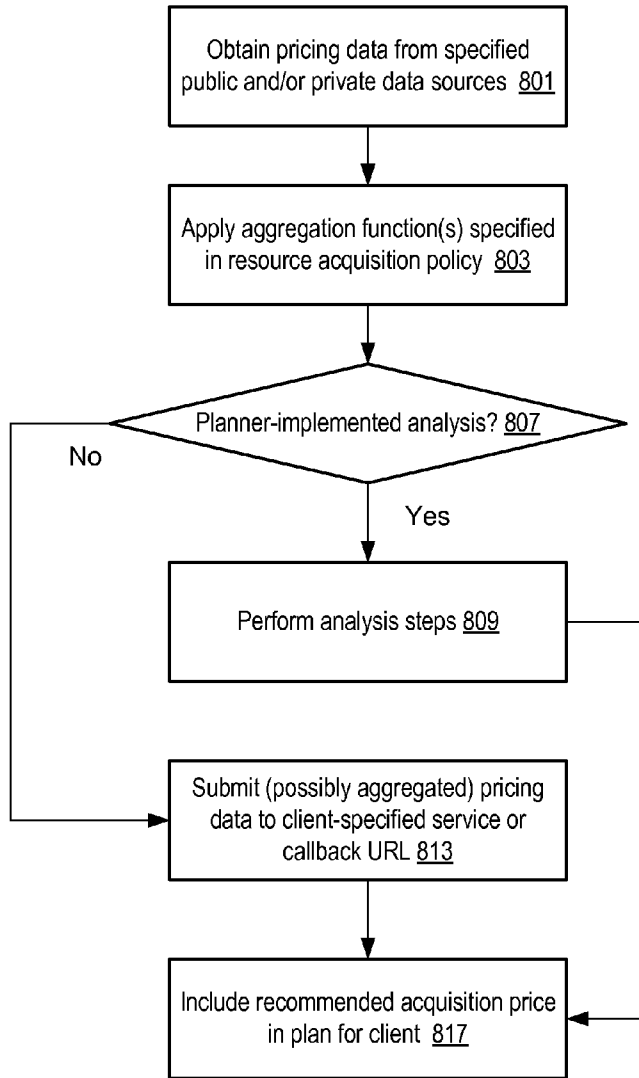 Obtain pricing data from specified
public and/or private data sources 801
Apply aggregation function(s) specified
in resource acquisition policy 803
Planner-implemented analysis? 807
No
Yes
Perform analysis steps 809
Submit (possibly aggregated) pricing
data to client-specified service or
callback URL 813
Include recommended acquisition price
in plan for client 817